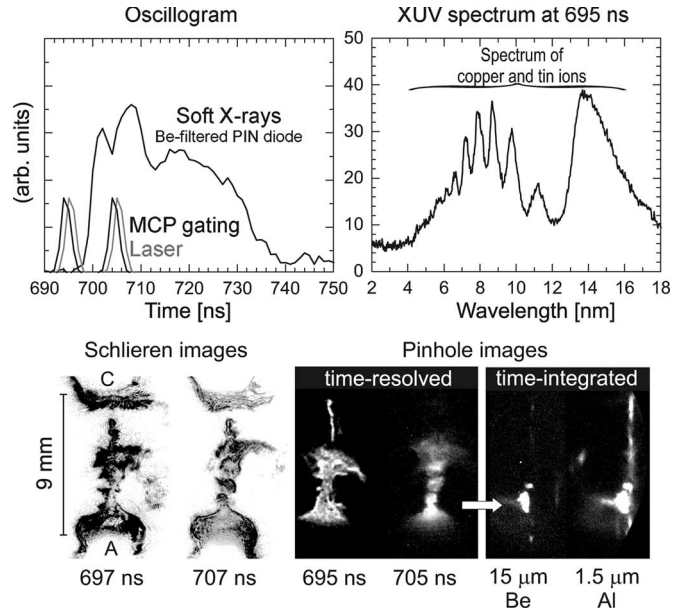 Oscillogram
Soft X-rays
Be-filtered PIN diode
MCP gating
Laser
(arb. units)
690 700 710 720 730 740 750
Time [ns]
XUV spectrum at 695 ns
50
40
30
20
10
0
Spectrum of
copper and tin ions
2 4 6 8 10 12 14 16 18
Wavelength [nm]
Schlieren images
C
9 mm
A
697 ns 707 ns
Pinhole images
time-resolved
time-integrated
695 ns 705 ns
15 μm 1.5 μm
Be Al